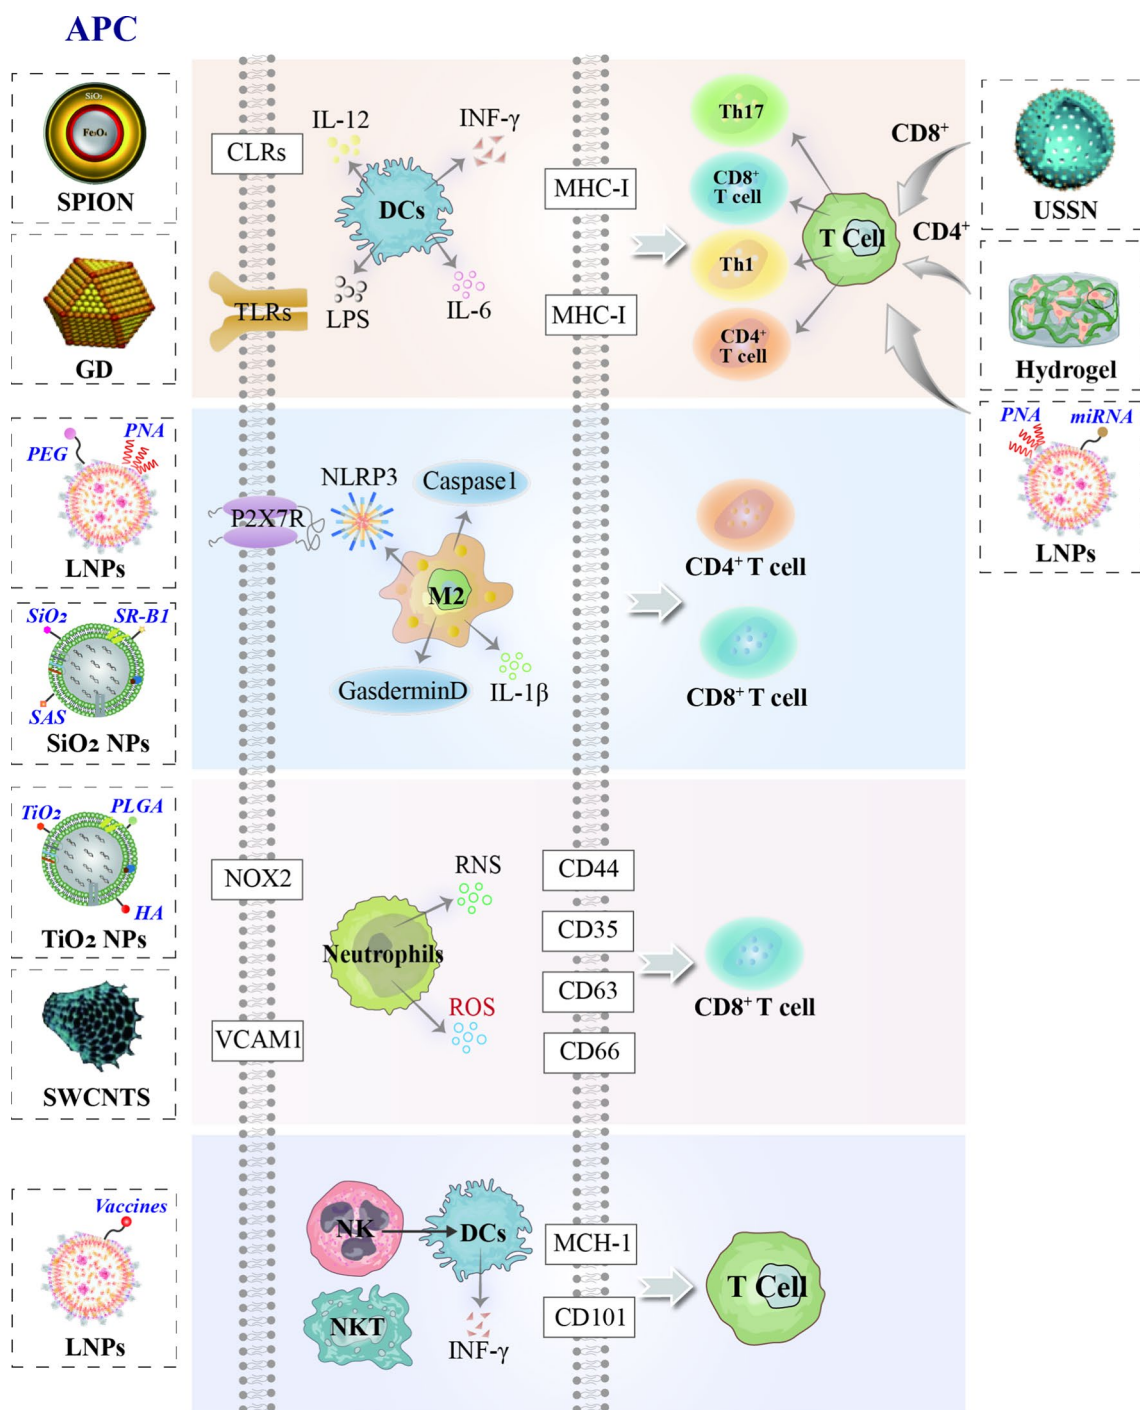 APC
SiO₂
Fe₃O₄
SPION
GD
CLRs
TLRs
IL-12
INF-γ
DCs
LPS
IL-6
MHC-I
MHC-I
Th17
CD8⁺
T cell
Th1
CD4⁺
T cell
T Cell
CD8⁺
CD4⁺
USSN
Hydrogel
PNA
miRNA
LNPs
PEG
PNA
LNPs
SiO₂
SR-B1
SAS
SiO₂ NPs
P2X7R
NLRP3
Caspase1
M2
GasderminD
IL-1β
CD4⁺ T cell
CD8⁺ T cell
TiO₂
PLGA
HA
TiO₂ NPs
SWCNTS
NOX2
VCAM1
Neutrophils
RNS
ROS
CD44
CD35
CD63
CD66
CD8⁺ T cell
Vaccines
LNPs
NK
DCs
NKT
INF-γ
MCH-1
CD101
T Cell